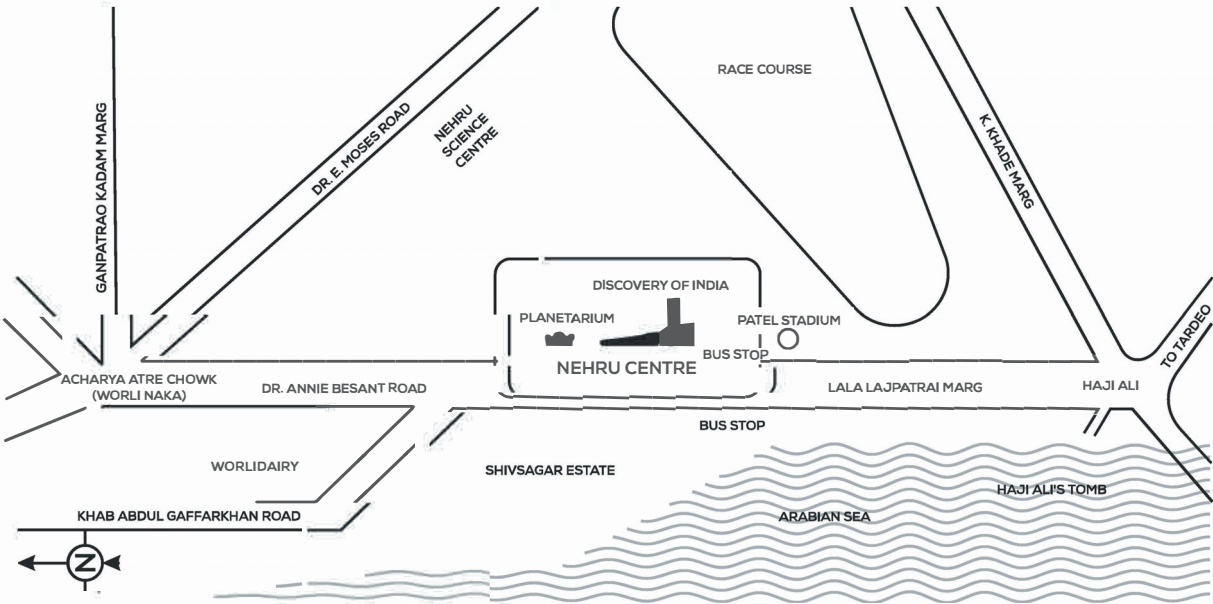 RACE COURSE
GANPATRAO KADAM MARG
DR. E. MOSES ROAD
NEHRU
SCIENCE
CENTRE
K. KHADE MARG
DISCOVERY OF INDIA
PLANETARIUM
PATEL STADIUM
TO TARDEO
BUS STOP
NEHRU CENTRE
ACHARYA ATRE CHOWK
(WORLI NAKA)
DR. ANNIE BESANT ROAD
LALA LAJPATRAI MARG
HAJI ALI
BUS STOP
WORLIDAIRY
SHIVSAGAR ESTATE
HAJI ALI'S TOMB
KHAB ABDUL GAFFARKHAN ROAD
ARABIAN SEA
N